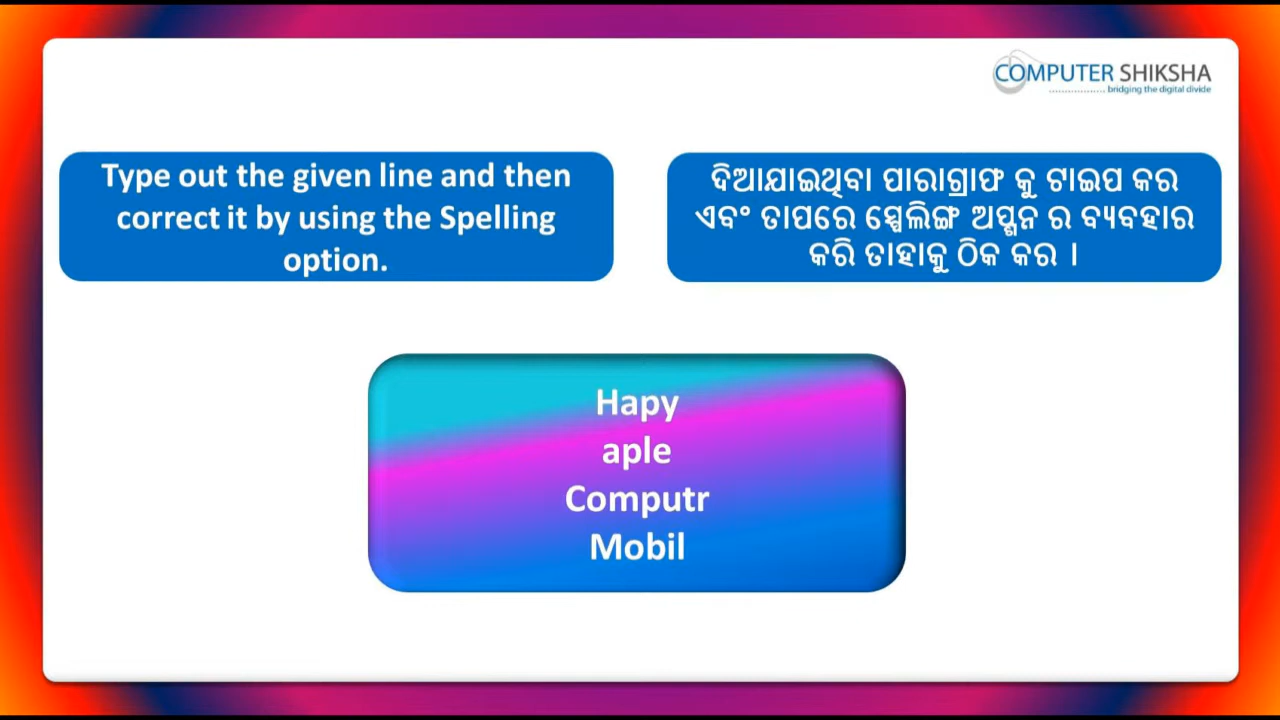 COMPUTER SHIKSHA
bridging the digital divide
Type out the given line and then
correct it by using the Spelling
option.
ଦିଆଯାଇଥିବା ପାରାଗ୍ରାଫ କୁ ଟାଇପ କର
ଏବଂ ତାପରେ ସ୍ପେଲିଙ୍ଗ ଅପ୍ସନ ର ବ୍ୟବହାର
କରି ତାହାକୁ ଠିକ କର ।
Hapy
aple
Computr
Mobil